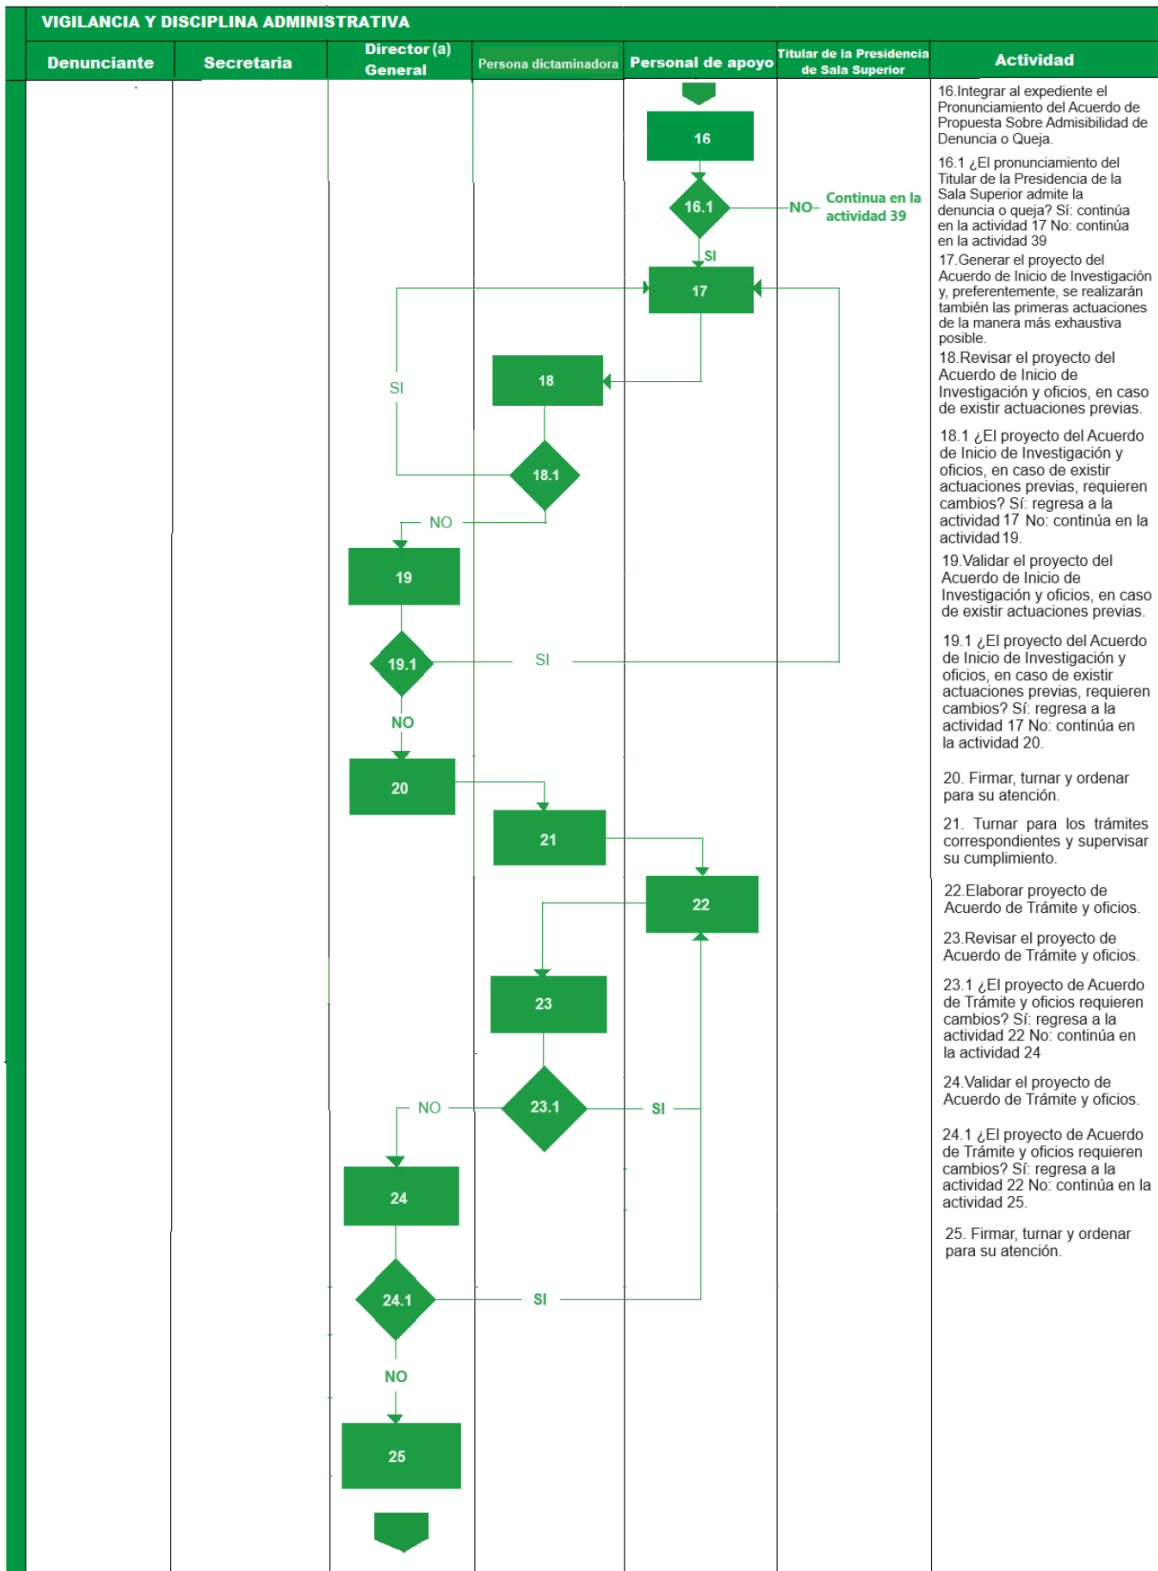 VIGILANCIA Y DISCIPLINA ADMINISTRATIVA
Denunciante
Secretaria
Director (a)
General
Persona dictaminadora
Personal de apoyo
Titular de la Presidencia
de Sala Superior
Actividad
16
16.1
NO
Continua en la
actividad 39
SI
17
18
SI
18.1
NO
19
19.1
SI
NO
20
21
22
23
23.1
NO
SI
24
24.1
SI
NO
25
16.Integrar al expediente el
Pronunciamiento del Acuerdo de
Propuesta Sobre Admisibilidad de
Denuncia o Queja.
16.1 ¿El pronunciamiento del
Titular de la Presidencia de la
Sala Superior admite la
denuncia o queja? Sí: continúa
en la actividad 17 No: continúa
en la actividad 39
17.Generar el proyecto del
Acuerdo de Inicio de Investigación
y, preferentemente, se realizarán
también las primeras actuaciones
de la manera más exhaustiva
posible.
18.Revisar el proyecto del
Acuerdo de Inicio de
Investigación y oficios, en caso
de existir actuaciones previas.
18.1 ¿El proyecto del Acuerdo
de Inicio de Investigación y
oficios, en caso de existir
actuaciones previas, requieren
cambios? Sí: regresa a la
actividad 17 No: continúa en la
actividad 19.
19.Validar el proyecto del
Acuerdo de Inicio de
Investigación y oficios, en caso
de existir actuaciones previas.
19.1 ¿El proyecto del Acuerdo
de Inicio de Investigación y
oficios, en caso de existir
actuaciones previas, requieren
cambios? Sí: regresa a la
actividad 17 No: continúa en
la actividad 20.
20. Firmar, turnar y ordenar
para su atención.
21. Turnar para los trámites
correspondientes y supervisar
su cumplimiento.
22.Elaborar proyecto de
Acuerdo de Trámite y oficios.
23.Revisar el proyecto de
Acuerdo de Trámite y oficios.
23.1 ¿El proyecto de Acuerdo
de Trámite y oficios requieren
cambios? Sí: regresa a la
actividad 22 No: continúa en
la actividad 24
24.Validar el proyecto de
Acuerdo de Trámite y oficios.
24.1 ¿El proyecto de Acuerdo
de Trámite y oficios requieren
cambios? Sí: regresa a la
actividad 22 No: continúa en la
actividad 25.
25. Firmar, turnar y ordenar
para su atención.